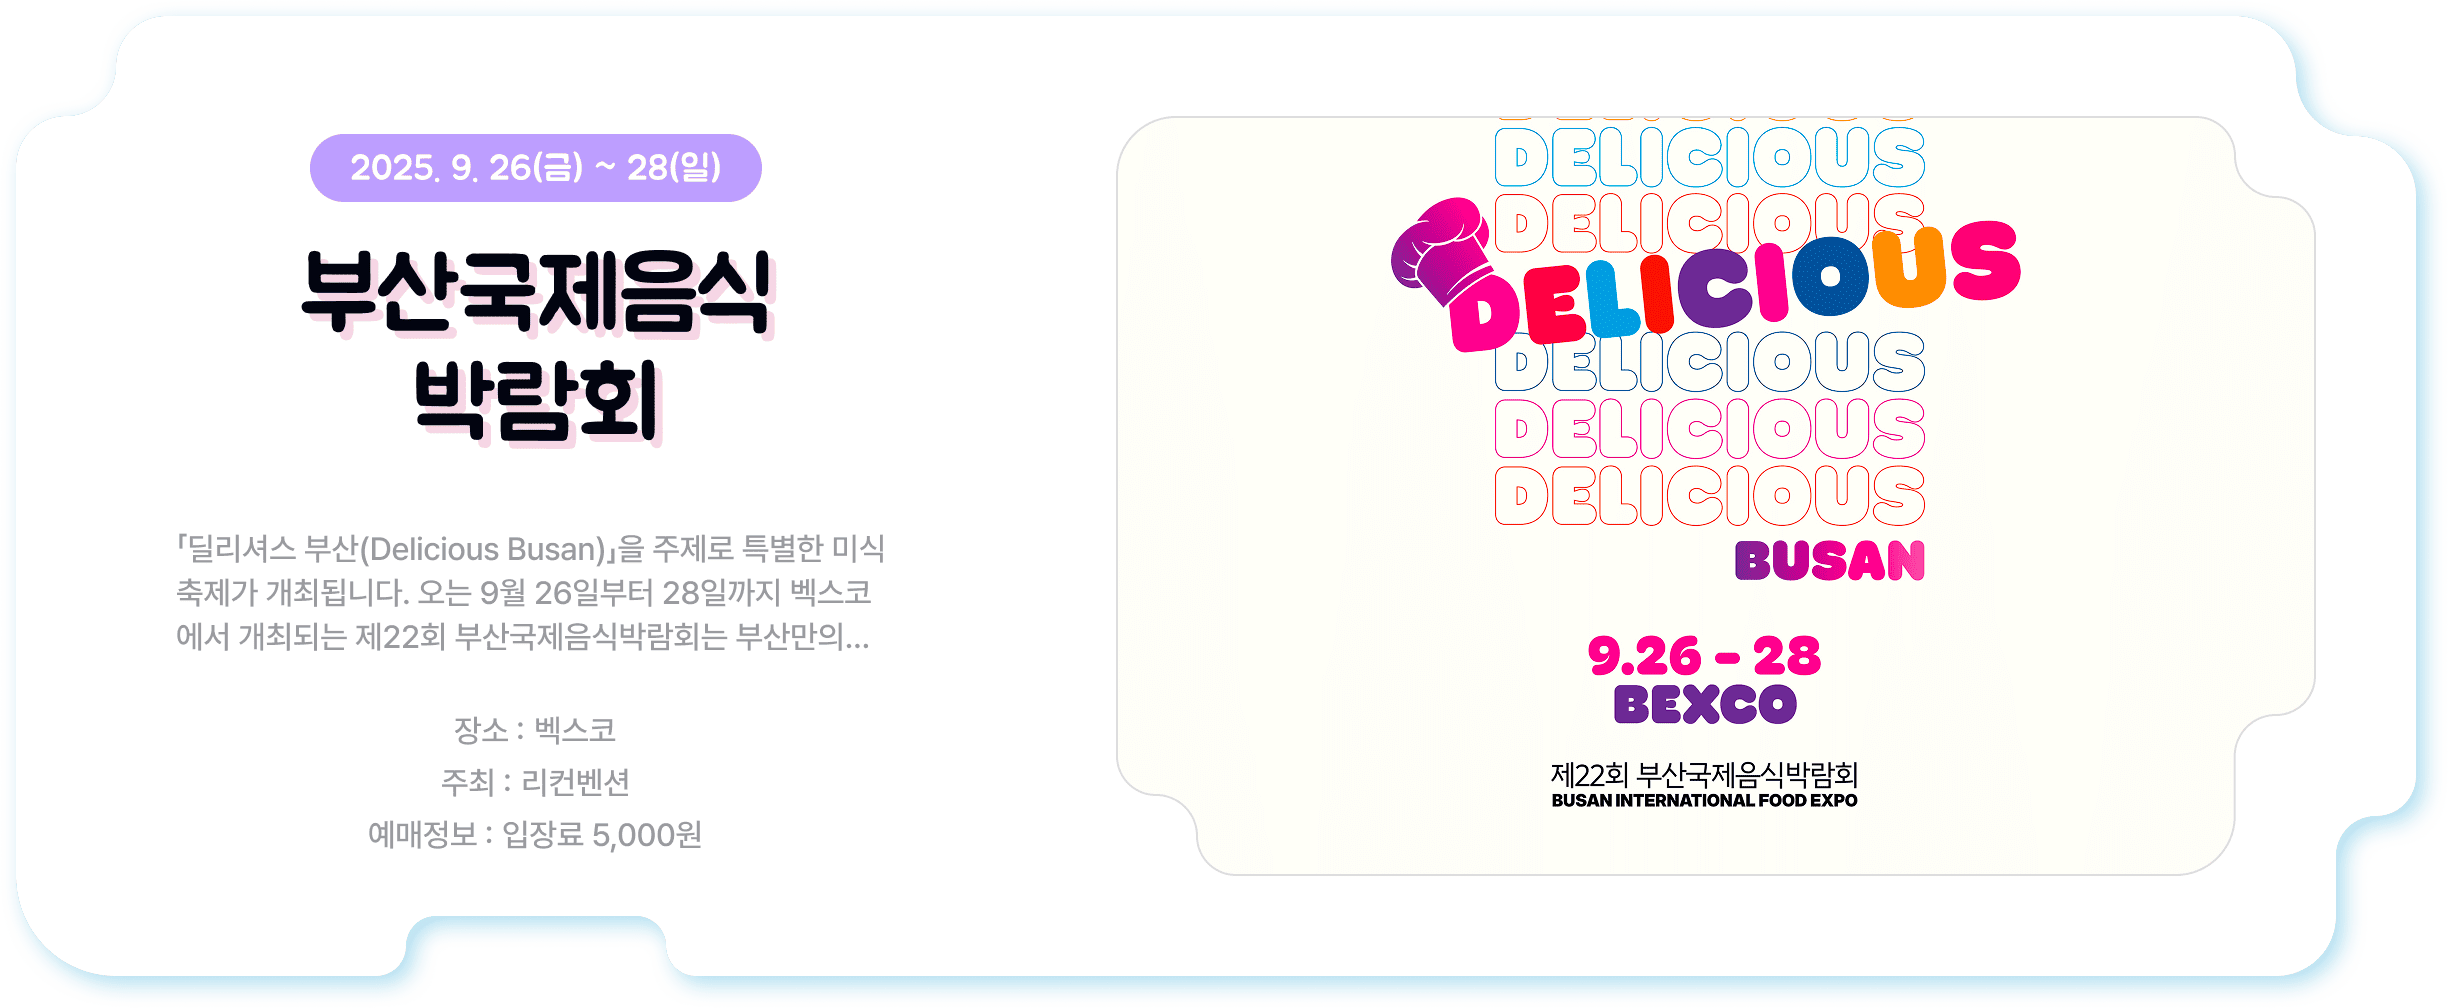 2025. 9. 26(금) ~ 28(일)
부산국제음식
박람회
「딜리셔스 부산(Delicious Busan)」을 주제로 특별한 미식
축제가 개최됩니다. 오는 9월 26일부터 28일까지 벡스코
에서 개최되는 제22회 부산국제음식박람회는 부산만의...
장소 : 벡스코
주최 : 리컨벤션
예매정보 : 입장료 5,000원
DELICIOUS
DELICIOUS
DELICIOUS
DELICIOUS
DELICIOUS
DELICIOUS
BUSAN
9.26 - 28
BEXCO
제22회 부산국제음식박람회
BUSAN INTERNATIONAL FOOD EXPO